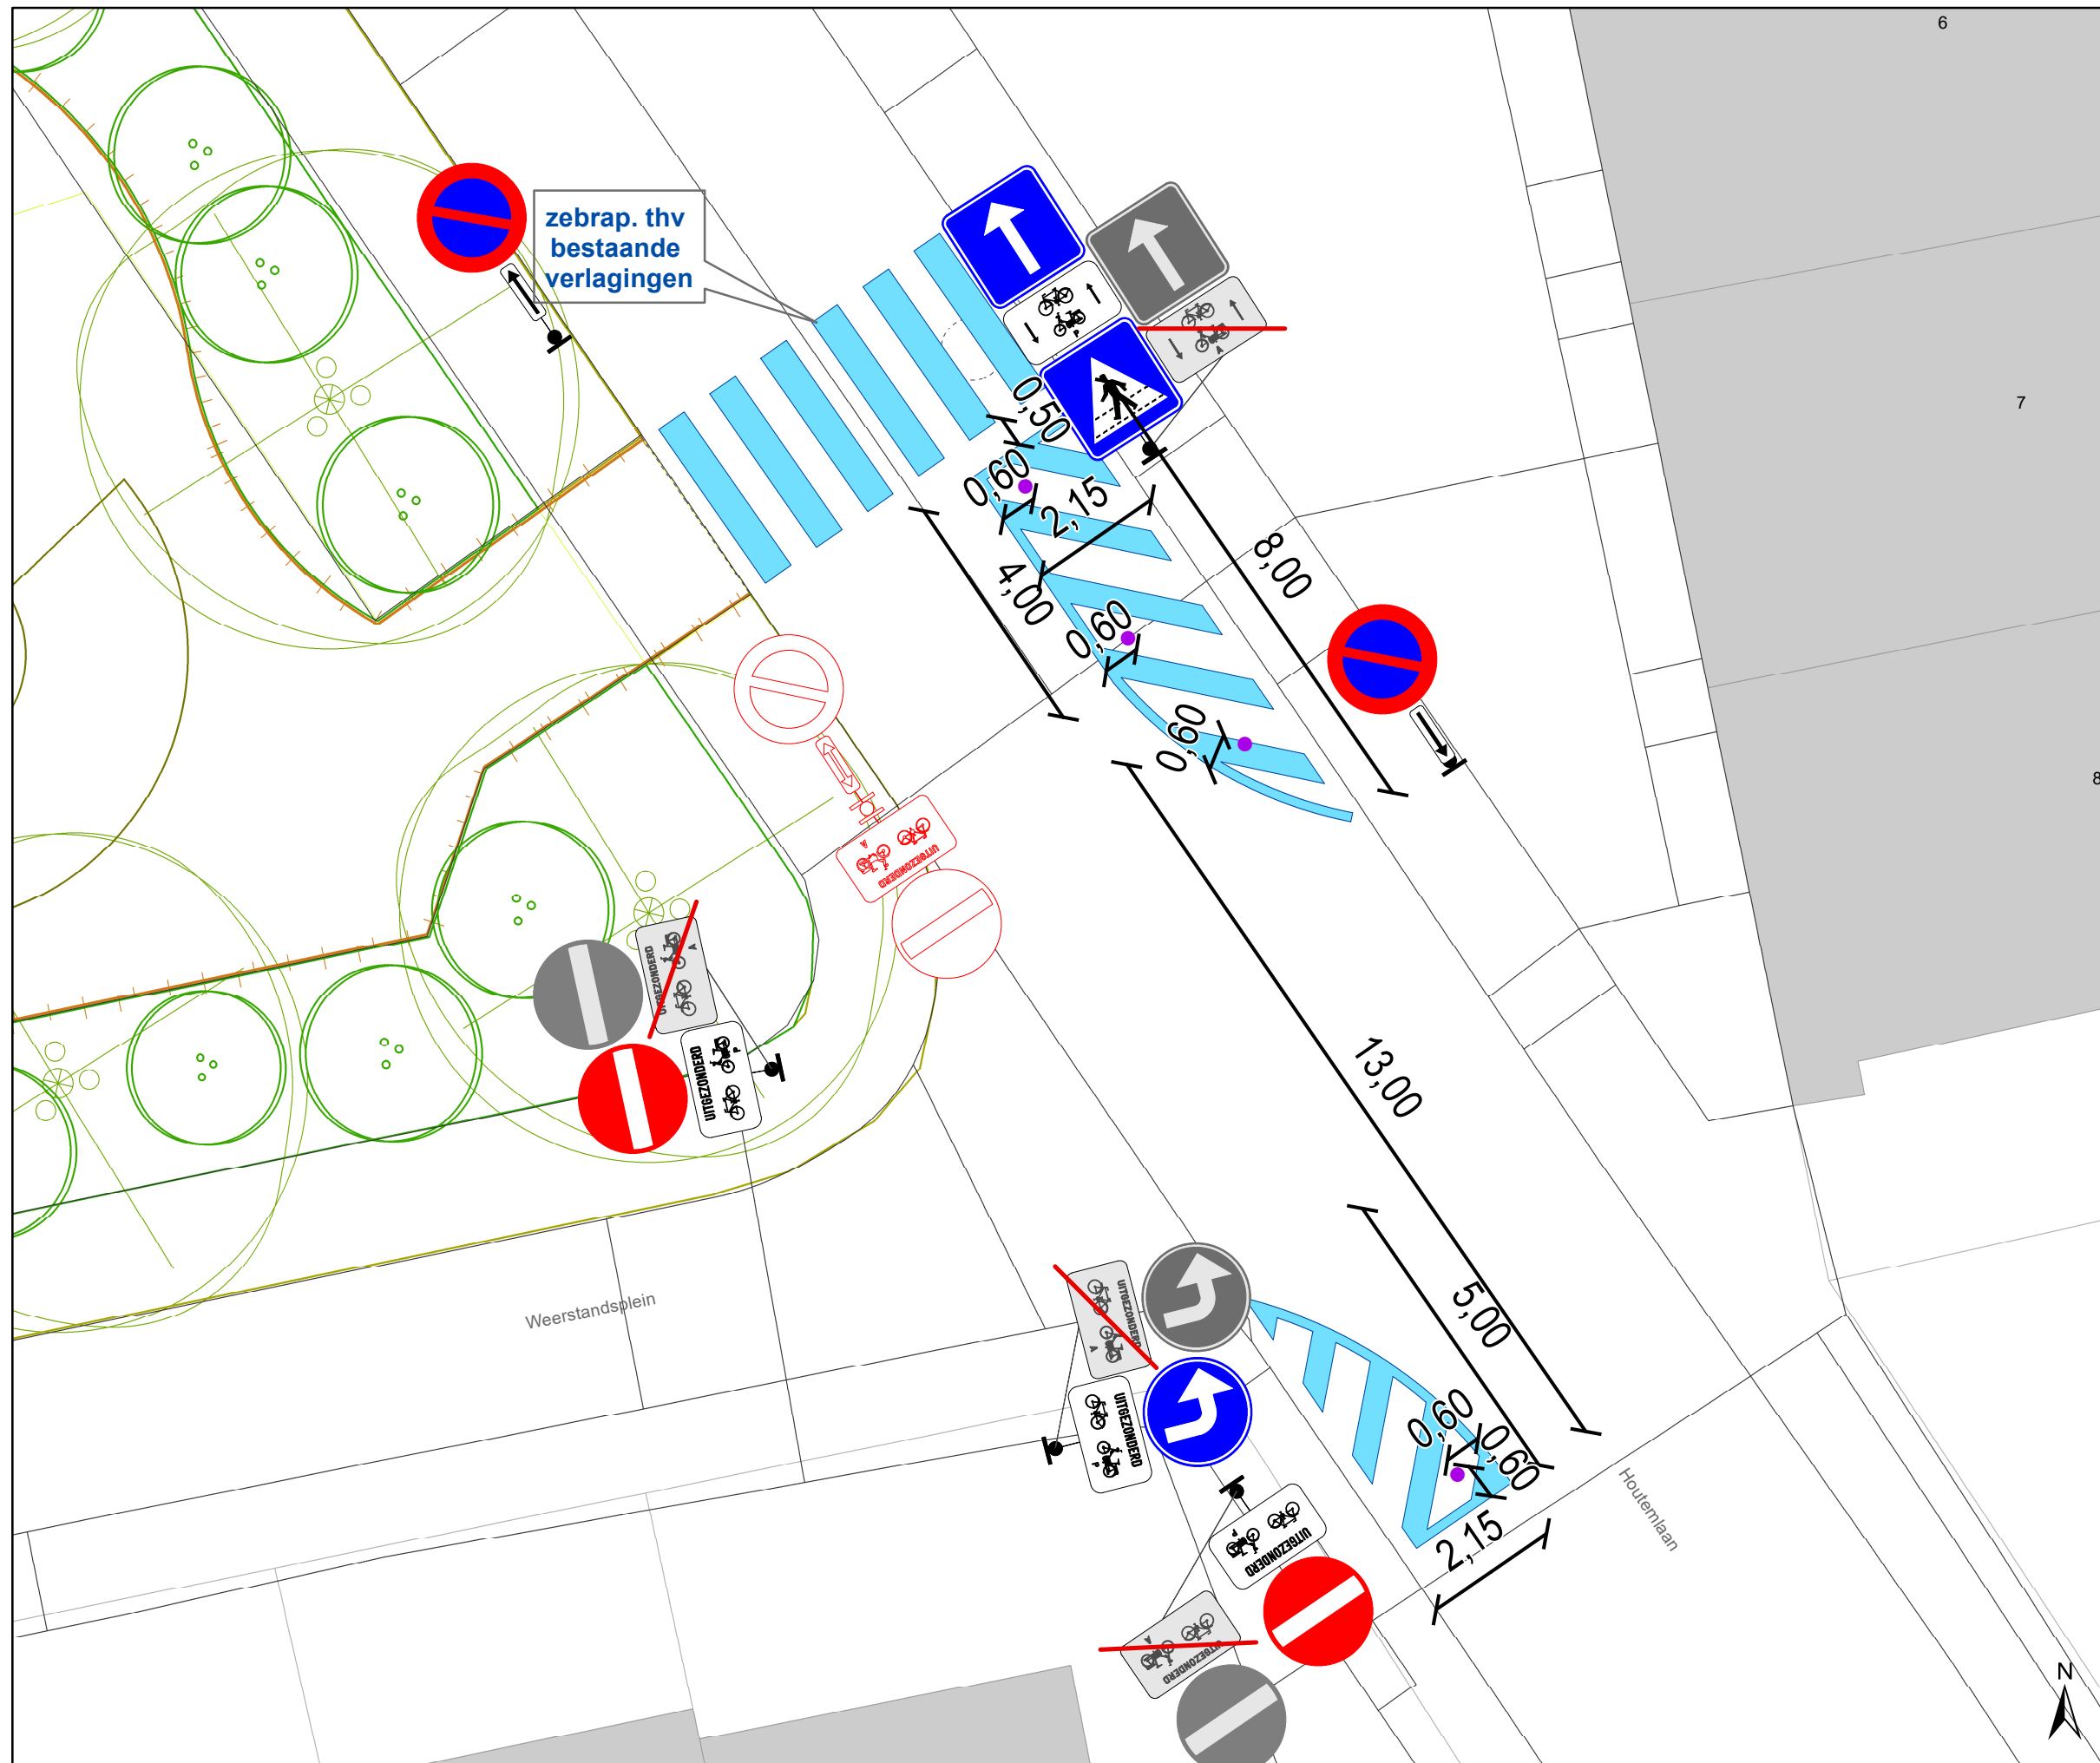 6
zebrap. thv
bestaande
verlagingen
P
A
7
0,50
0,60
2,15
8,00
4,00
0,60
0,60
8
A
UITGEZONDERD
A
UITGEZONDERD
P
UITGEZONDERD
13,00
Weerstandsplein
UITGEZONDERD
A
5,00
UITGEZONDERD
P
0,60
0,60
Houtemlaan
P
UITGEZONDERD
2,15
A
UITGEZONDERD
N